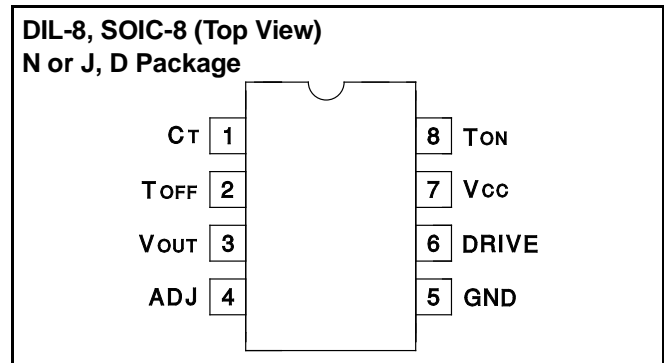 DIL-8, SOIC-8 (Top View)
N or J, D Package
CT 1 8 TON
TOFF 2 7 VCC
VOUT 3 6 DRIVE
ADJ 4 5 GND